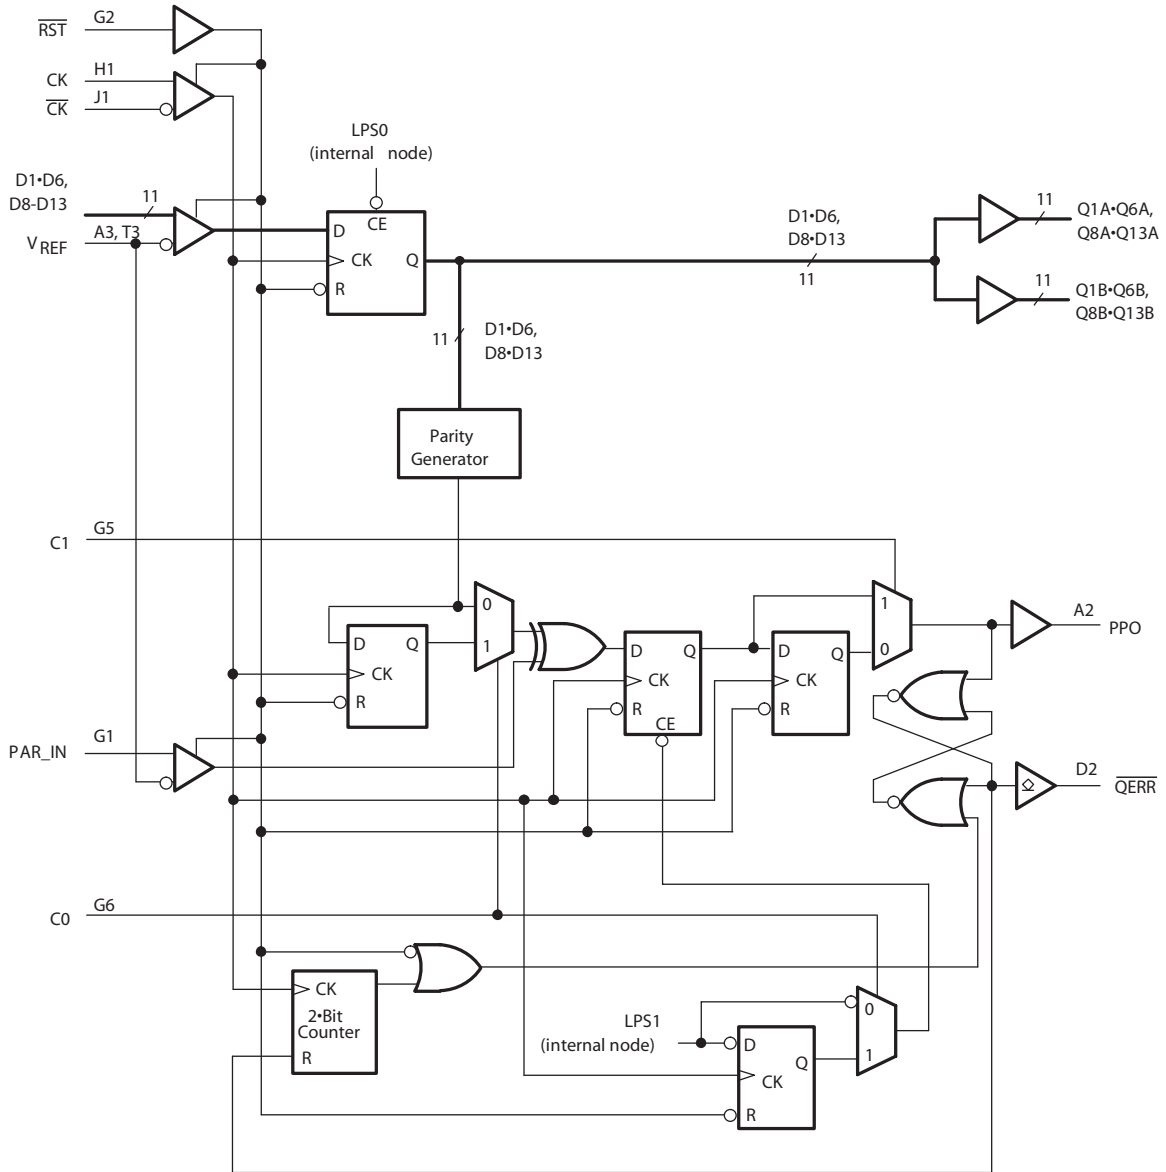 G2
RST
CK
H1
CK
J1
LPS0
(internal node)
D1•D6,
D8-D13
11
VREF
A3, T3
D
CE
CK
Q
R
D1•D6,
D8•D13
11
11
Q1A•Q6A,
Q8A•Q13A
11
Q1B•Q6B,
Q8B•Q13B
11
D1•D6,
D8•D13
Parity
Generator
C1
G5
0
1
D
Q
CK
R
D
Q
CK
R
CE
D
Q
CK
R
1
0
A2
PPO
PAR_IN
G1
D2
QERR
C0
G6
CK
2•Bit
Counter
R
LPS1
(internal node)
D
Q
CK
R
0
1